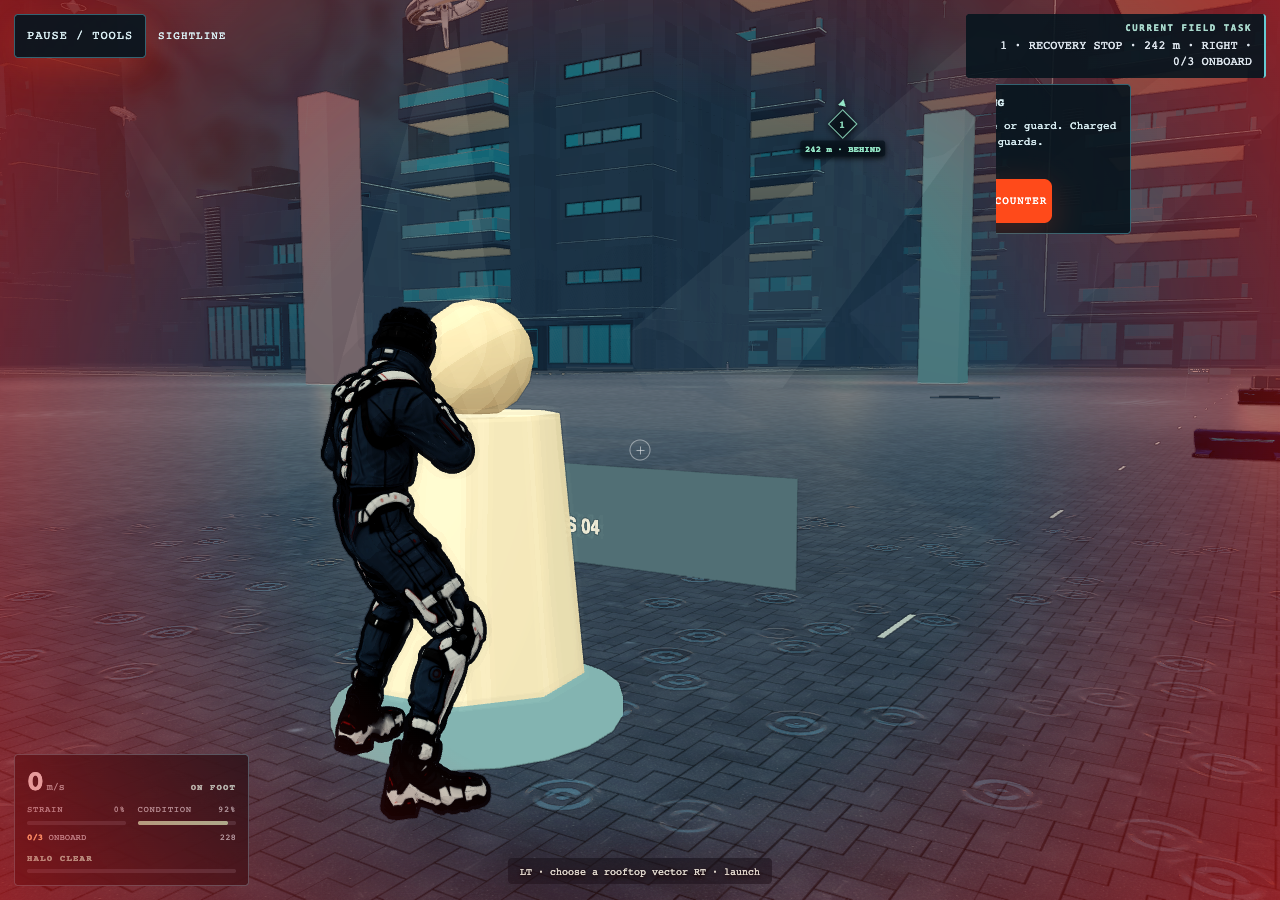 PAUSE / TOOLS
SIGHTLINE
CURRENT FIELD TASK
1 · RECOVERY STOP · 242 m · RIGHT ·
0/3 ONBOARD
or guard. Charged
guards.
COUNTER
1
242 m · BEHIND
S 04
0 m/s
ON FOOT
STRAIN 0% CONDITION 92%
0/3 ONBOARD 228
HALO CLEAR
LT · choose a rooftop vector RT · launch